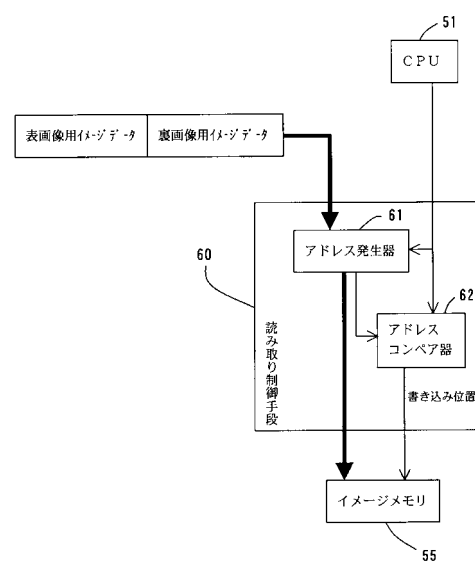 51
CPU
表画像用イメージデータ 裏画像用イメージデータ
61
アドレス発生器
60
62
アドレス
コンペア器
読み取り制御手段
書き込み位置
イメージメモリ
55